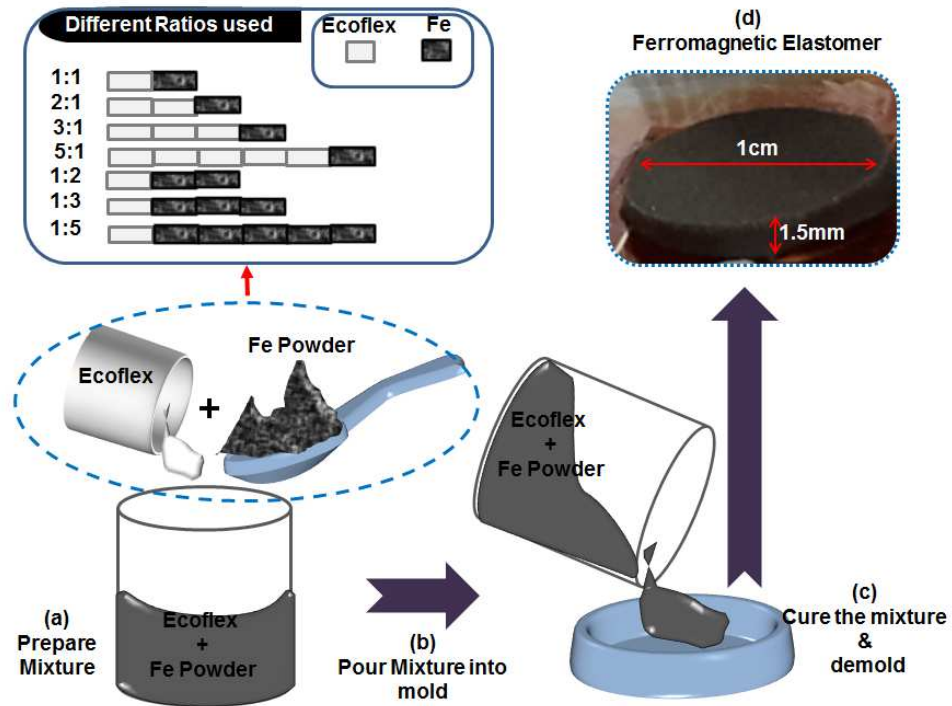 Different Ratios used
Ecoflex
Fe
1:1
2:1
3:1
5:1
1:2
1:3
1:5
(d)
Ferromagnetic Elastomer
1cm
1.5mm
Ecoflex
+
Fe Powder
Ecoflex
+
Fe Powder
(a)
Prepare
Mixture
Ecoflex
+
Fe Powder
(b)
Pour Mixture into
mold
(c)
Cure the mixture
&
demold